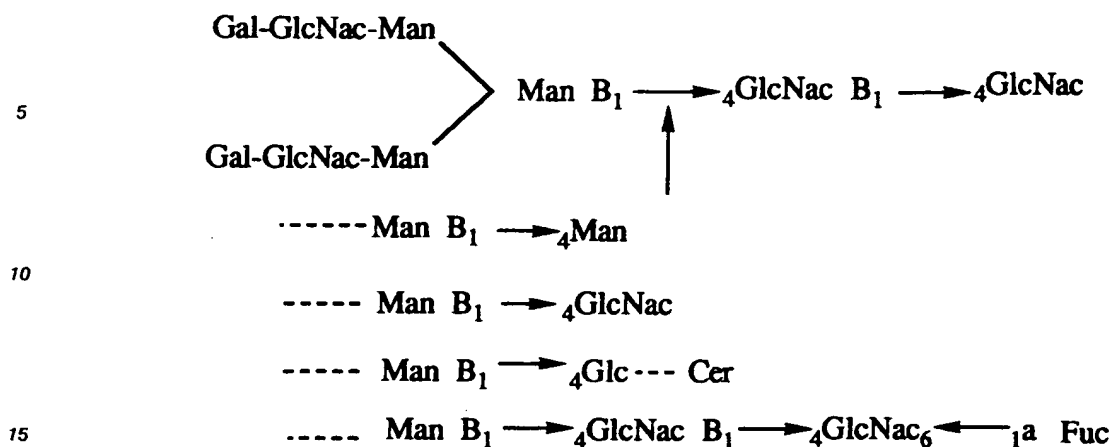 Gal-GlcNac-Man
5 Man B1 ⟶ 4GlcNac B1 ⟶ 4GlcNac
Gal-GlcNac-Man
------Man B1 ⟶ 4Man
10
----- Man B1 ⟶ 4GlcNac
---- Man B1 ⟶ 4Glc--- Cer
15 ----- Man B1 ⟶ 4GlcNac B1 ⟶ 4GlcNac6 ⟵ 1a Fuc